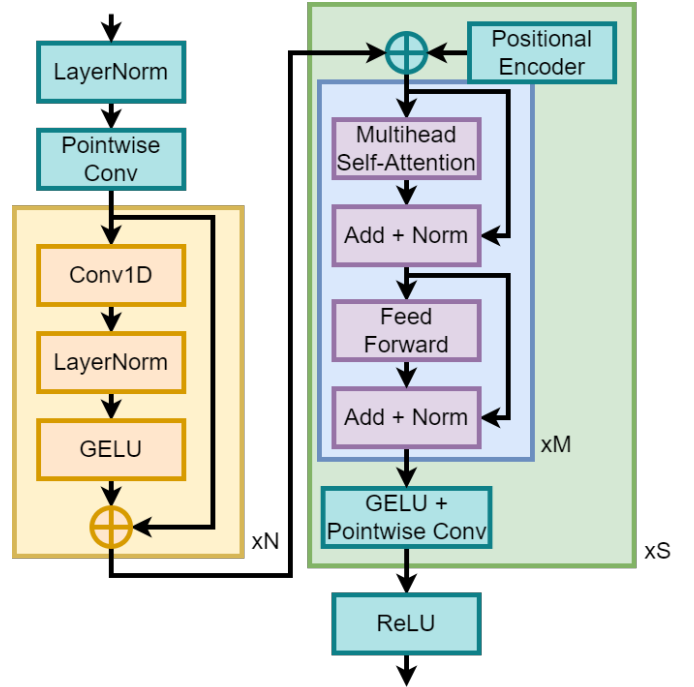 LayerNorm
Pointwise
Conv
Conv1D
LayerNorm
GELU
xN
Positional
Encoder
Multihead
Self-Attention
Add + Norm
Feed
Forward
Add + Norm
xM
GELU +
Pointwise Conv
xS
ReLU